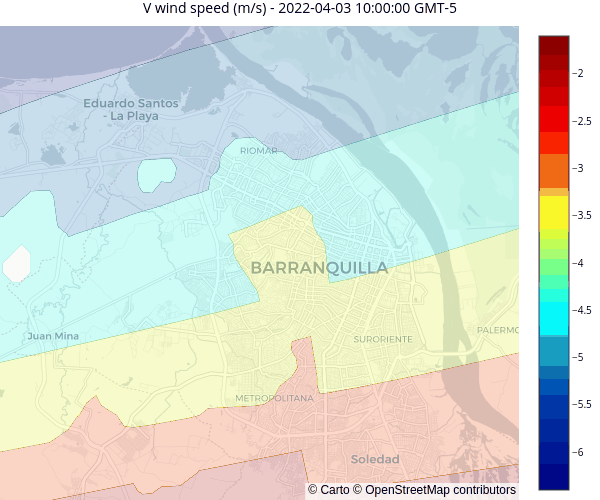 V wind speed (m/s) - 2022-04-03 10:00:00 GMT-5
−2
Eduardo Santos
- La Playa
−2.5
RIOMAR
−3
−3.5
BARRANQUILLA
−4
−4.5
Juan Mina
SURORIENTE
PALERMO
−5
METROPOLITANA
−5.5
Soledad
−6
© Carto © OpenStreetMap contributors